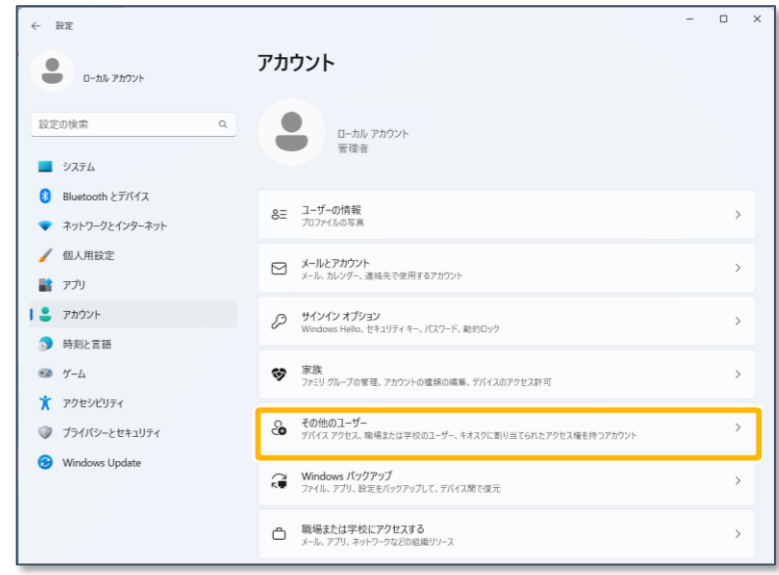 設定
ローカル アカウント
設定の検索
システム
Bluetooth とデバイス
ネットワークとインターネット
個人用設定
アプリ
アカウント
時刻と言語
ゲーム
アクセシビリティ
プライバシーとセキュリティ
Windows Update
アカウント
ローカル アカウント
管理者
ユーザーの情報
プロファイルの写真
メールとアカウント
メール、カレンダー、連絡先で使用するアカウント
サインイン オプション
Windows Hello、セキュリティ キー、パスワード、動的ロック
家族
ファミリ グループの管理、アカウントの種類の編集、デバイスのアクセス許可
その他のユーザー
デバイス アクセス、職場または学校のユーザー、キオスクに割り当てられたアクセス権を持つアカウント
Windows バックアップ
ファイル、アプリ、設定をバックアップして、デバイス間で復元
職場または学校にアクセスする
メール、アプリ、ネットワークなどの組織リソース